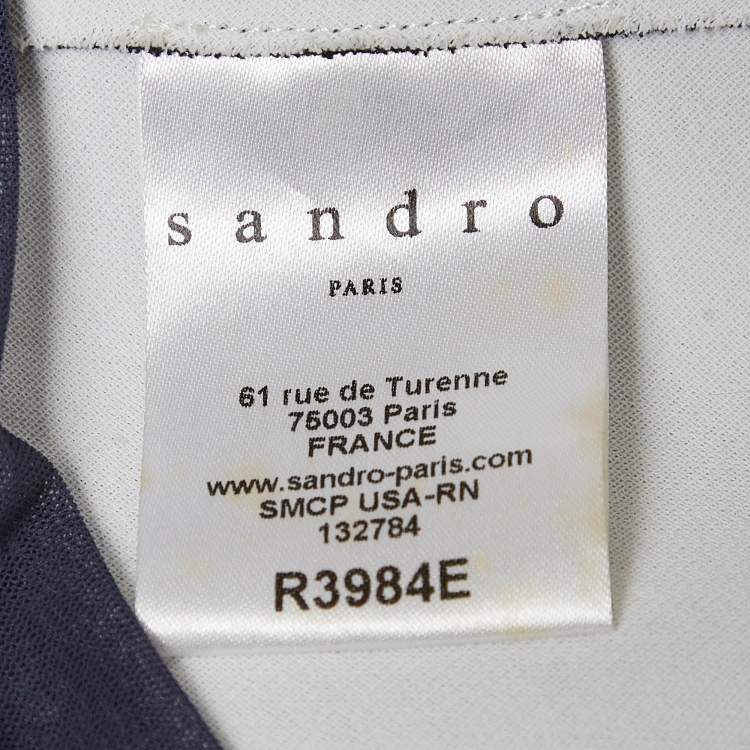 sandro
PARIS
61 rue de Turenne
75003 Paris
FRANCE
www.sandro-paris.com
SMCP USA-RN
132784
R3984E